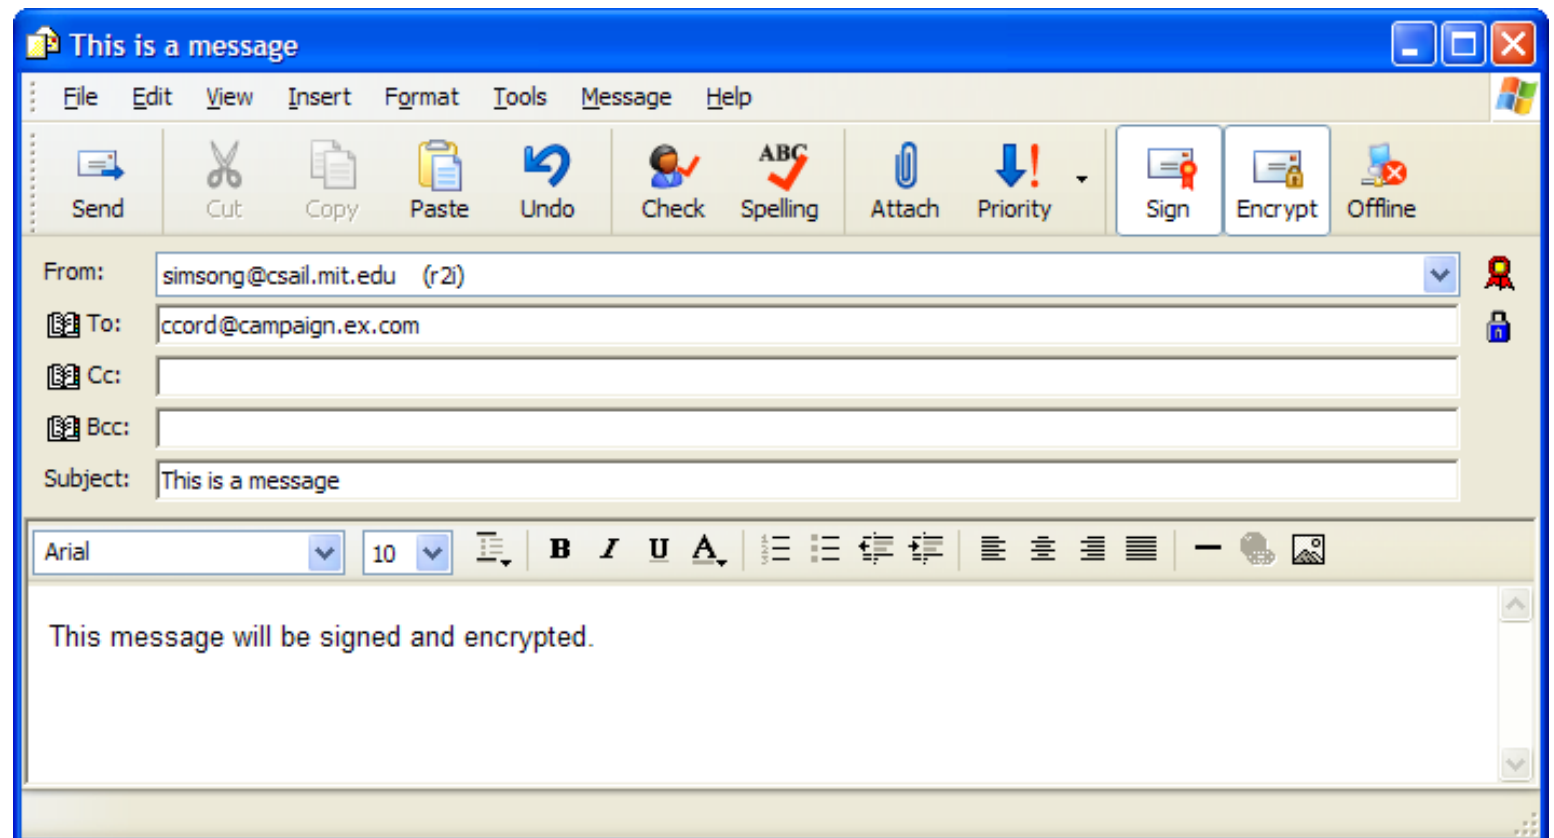 This is a message
File Edit View Insert Format Tools Message Help
ABC
Send Cut Copy Paste Undo Check Spelling Attach Priority Sign Encrypt Offline
From: simsong@csail.mit.edu (r2i)
To: ccord@campaign.ex.com
Cc:
Bcc:
Subject: This is a message
Arial 10 B I U A
This message will be signed and encrypted.